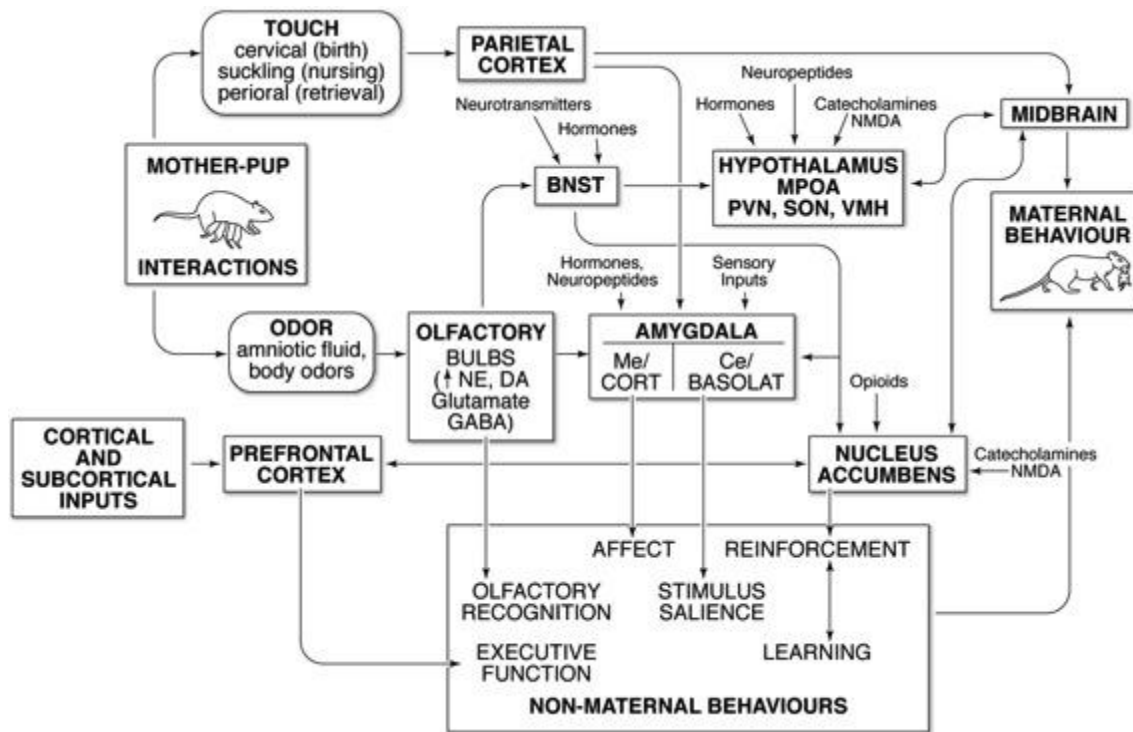 TOUCH
cervical (birth)
suckling (nursing)
perioral (retrieval)
PARIETAL
CORTEX
Neuropeptides
Neurotransmitters
Hormones
Hormones
Catecholamines
NMDA
MIDBRAIN
MOTHER-PUP
INTERACTIONS
BNST
HYPOTHALAMUS
MPOA
PVN, SON, VMH
MATERNAL
BEHAVIOUR
Hormones,
Neuropeptides
Sensory
Inputs
ODOR
amniotic fluid,
body odors
OLFACTORY
BULBS
(↑ NE, DA
Glutamate
GABA)
AMYGDALA
Me/
CORT
Ce/
BASOLAT
Opioids
CORTICAL
AND
SUBCORTICAL
INPUTS
PREFRONTAL
CORTEX
NUCLEUS
ACCUMBENS
Catecholamines
NMDA
AFFECT
REINFORCEMENT
OLFACTORY
RECOGNITION
STIMULUS
SALIENCE
EXECUTIVE
FUNCTION
LEARNING
NON-MATERNAL BEHAVIOURS